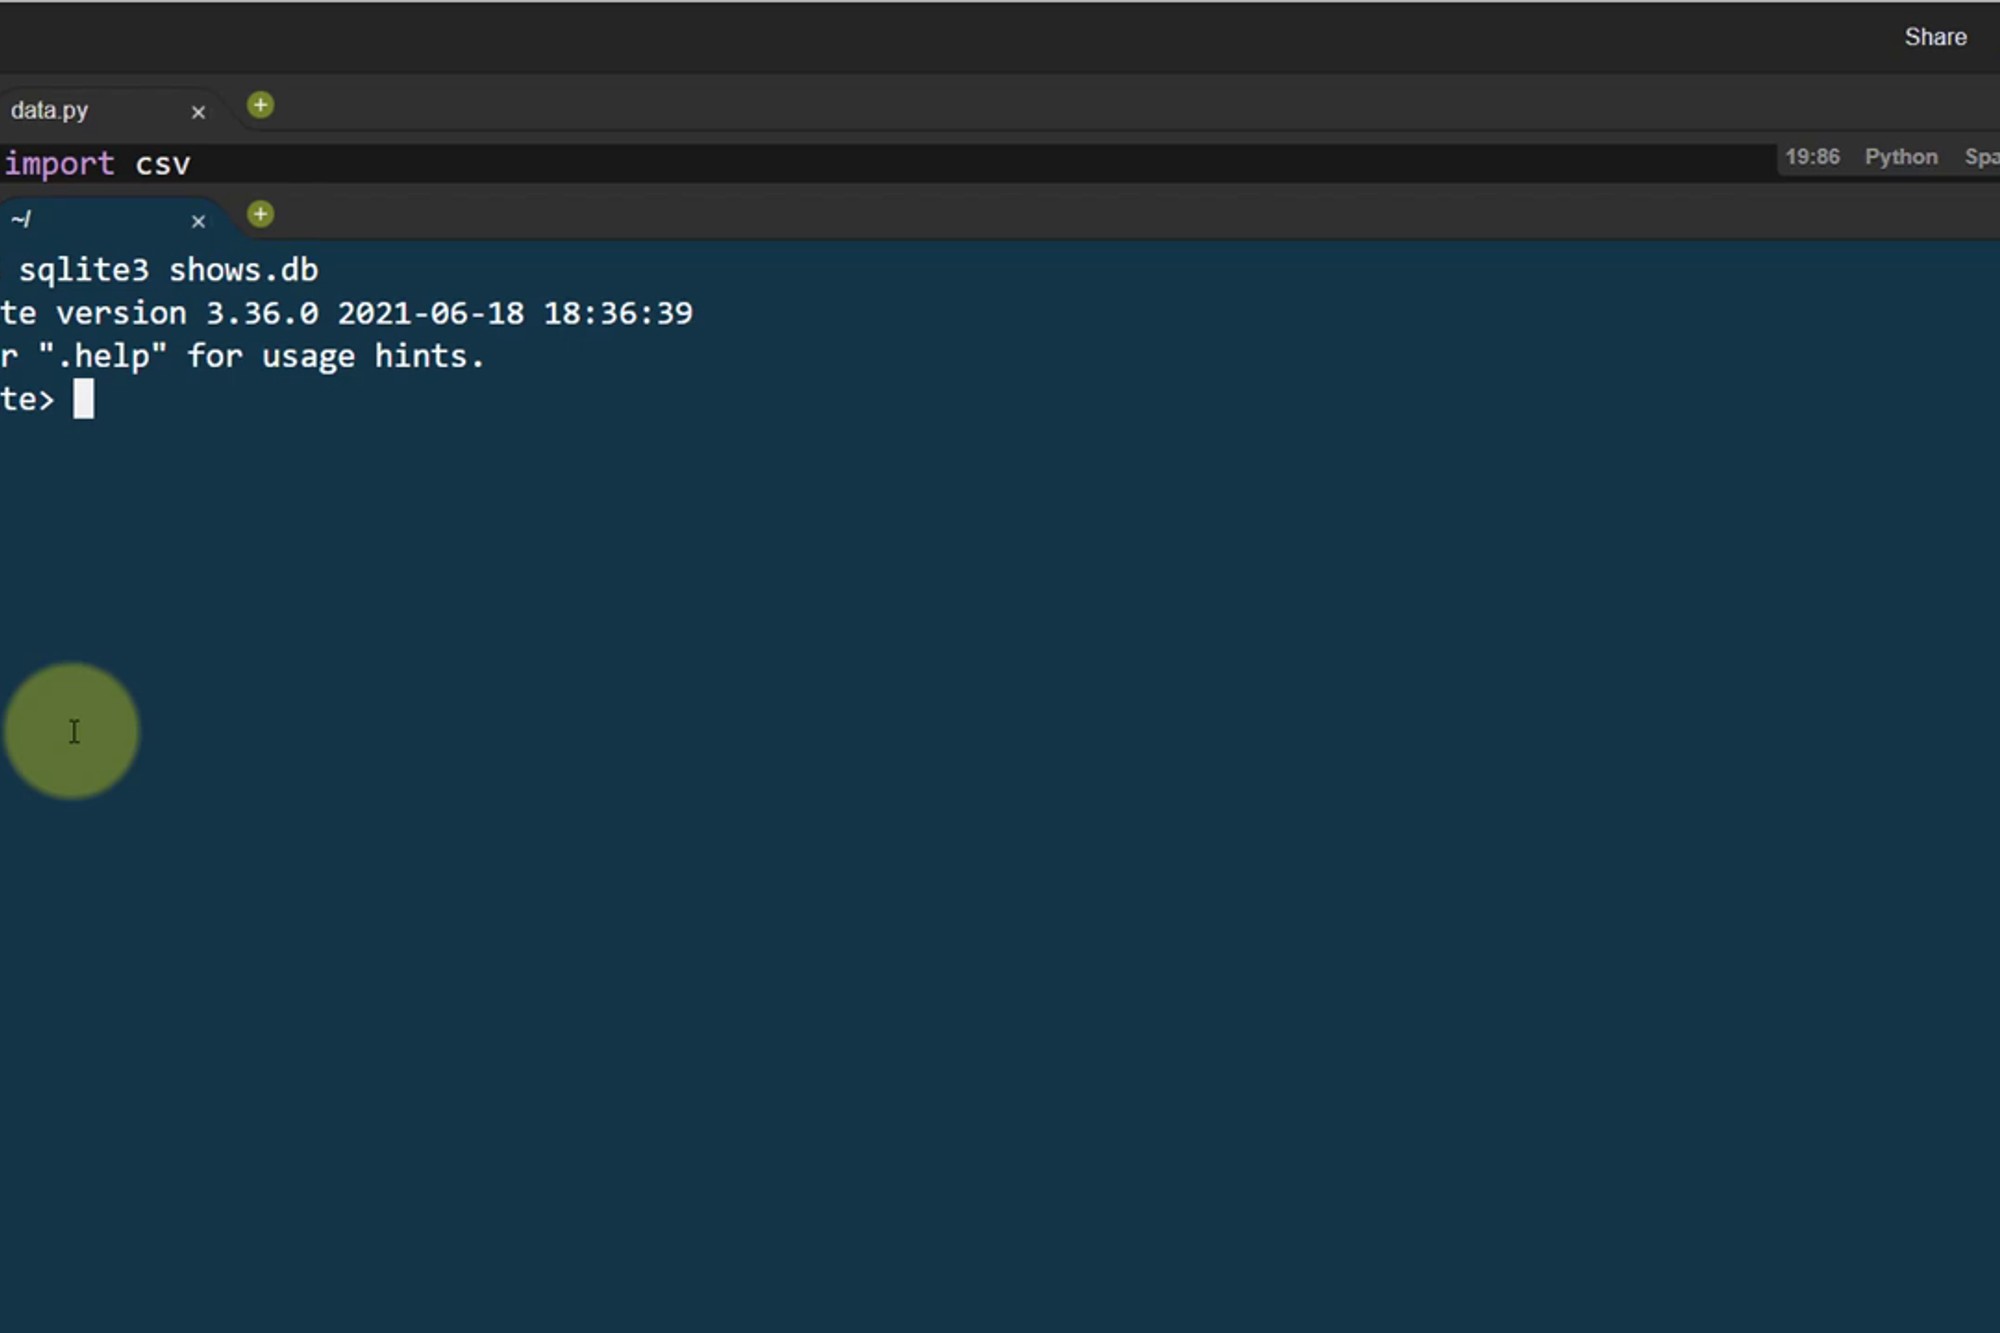 Share
data.py
import csv
19:86 Python Spa
~/
sqlite3 shows.db
te version 3.36.0 2021-06-18 18:36:39
r ".help" for usage hints.
te>